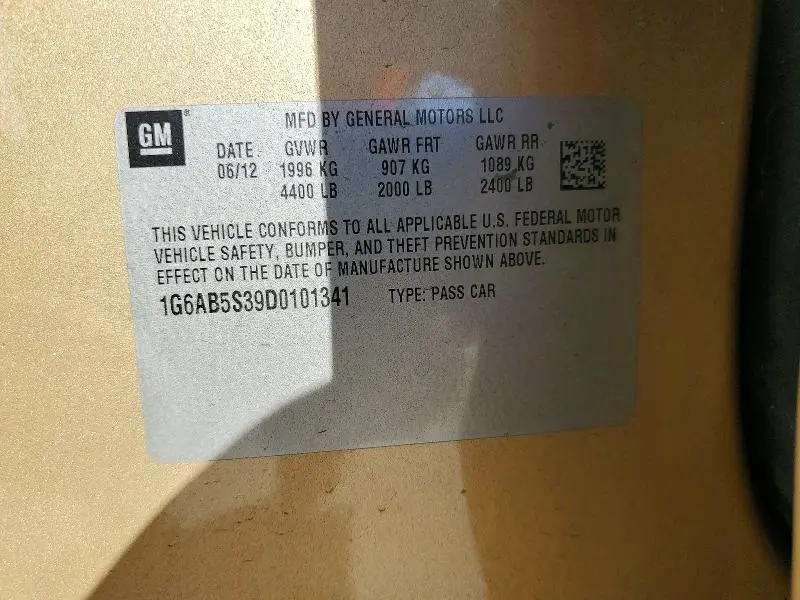 GM®
MFD BY GENERAL MOTORS LLC
DATE GVWR GAWR FRT GAWR RR
06/12 1996 KG 907 KG 1089 KG
4400 LB 2000 LB 2400 LB
THIS VEHICLE CONFORMS TO ALL APPLICABLE U.S. FEDERAL MOTOR
VEHICLE SAFETY, BUMPER, AND THEFT PREVENTION STANDARDS IN
EFFECT ON THE DATE OF MANUFACTURE SHOWN ABOVE.
1G6AB5S39D0101341 TYPE: PASS CAR